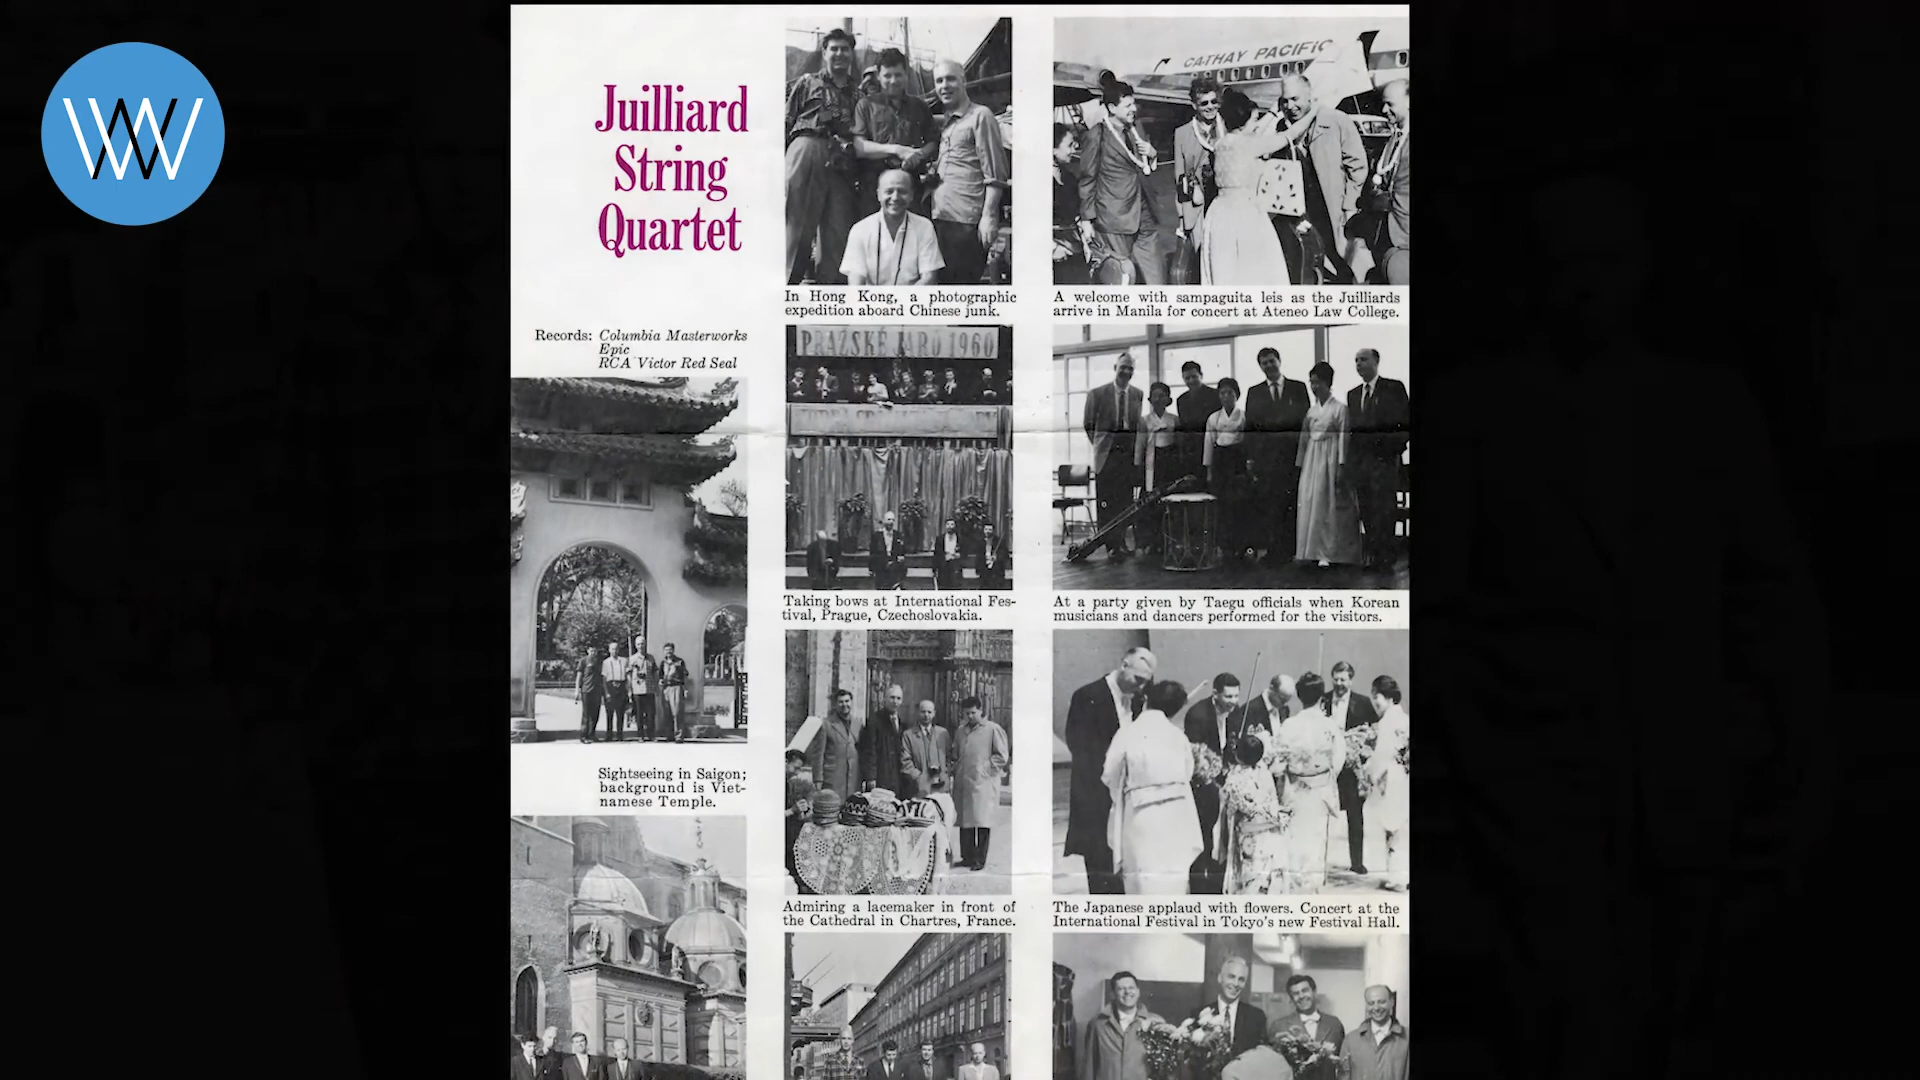 Juilliard
String
Quartet
Records: Columbia Masterworks
Epic
RCA Victor Red Seal
Sightseeing in Saigon;
background is Viet-
namese Temple.
In Hong Kong, a photographic
expedition aboard Chinese junk.
PRAŽSKÉ JARO 1960
Taking bows at International Fes-
tival, Prague, Czechoslovakia.
Admiring a lacemaker in front of
the Cathedral in Chartres, France.
CATHAY PACIFIC
A welcome with sampaguita leis as the Juilliards
arrive in Manila for concert at Ateneo Law College.
At a party given by Taegu officials when Korean
musicians and dancers performed for the visitors.
The Japanese applaud with flowers. Concert at the
International Festival in Tokyo's new Festival Hall.